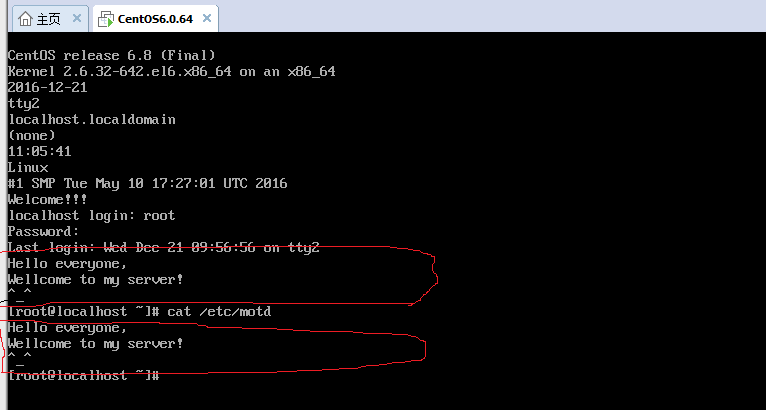 主页
CentOS6.0.64
CentOS release 6.8 (Final)
Kernel 2.6.32-642.el6.x86_64 on an x86_64
2016-12-21
tty2
localhost.localdomain
(none)
11:05:41
Linux
#1 SMP Tue May 10 17:27:01 UTC 2016
Welcome!!!
localhost login: root
Password:
Last login: Wed Dec 21 09:56:56 on tty2
Hello everyone,
Wellcome to my server!
^_^
[root@localhost ~]# cat /etc/motd
Hello everyone,
Wellcome to my server!
^_^
[root@localhost ~]#